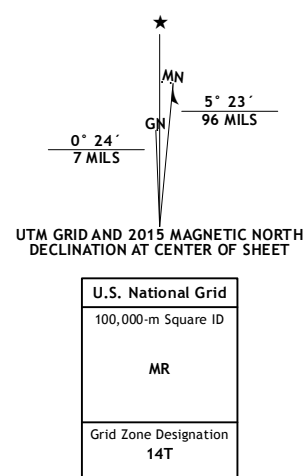 ★
MN
GN
5° 23´
96 MILS
0° 24´
7 MILS
UTM GRID AND 2015 MAGNETIC NORTH
DECLINATION AT CENTER OF SHEET
U.S. National Grid
100,000-m Square ID
MR
Grid Zone Designation
14T